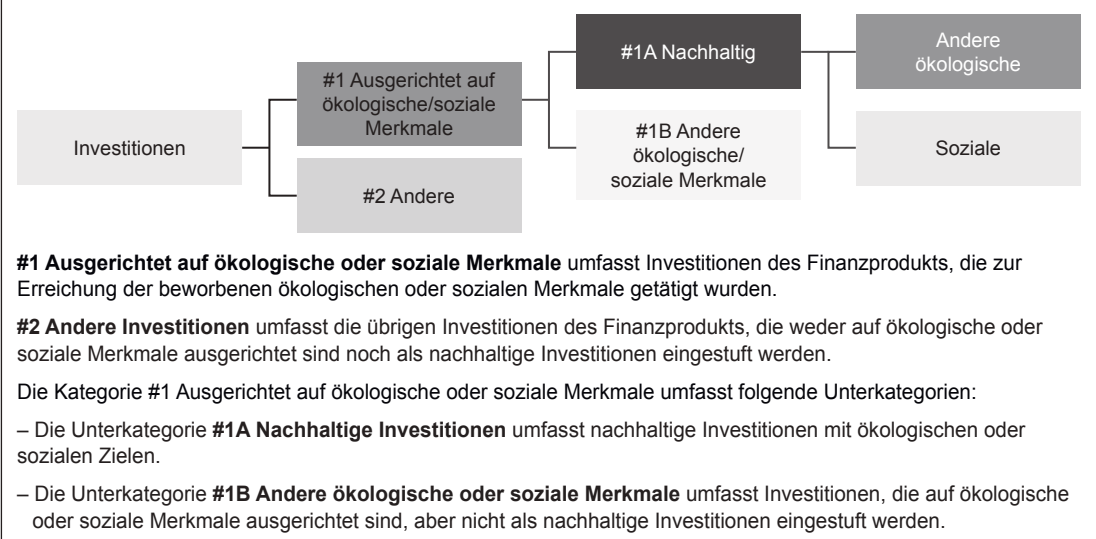 Investitionen
#1 Ausgerichtet auf
ökologische/soziale
Merkmale
#2 Andere
#1A Nachhaltig
#1B Andere
ökologische/
soziale Merkmale
Andere
ökologische
Soziale
#1 Ausgerichtet auf ökologische oder soziale Merkmale umfasst Investitionen des Finanzprodukts, die zur
Erreichung der beworbenen ökologischen oder sozialen Merkmale getätigt wurden.
#2 Andere Investitionen umfasst die übrigen Investitionen des Finanzprodukts, die weder auf ökologische oder
soziale Merkmale ausgerichtet sind noch als nachhaltige Investitionen eingestuft werden.
Die Kategorie #1 Ausgerichtet auf ökologische oder soziale Merkmale umfasst folgende Unterkategorien:
– Die Unterkategorie #1A Nachhaltige Investitionen umfasst nachhaltige Investitionen mit ökologischen oder
sozialen Zielen.
– Die Unterkategorie #1B Andere ökologische oder soziale Merkmale umfasst Investitionen, die auf ökologische
oder soziale Merkmale ausgerichtet sind, aber nicht als nachhaltige Investitionen eingestuft werden.